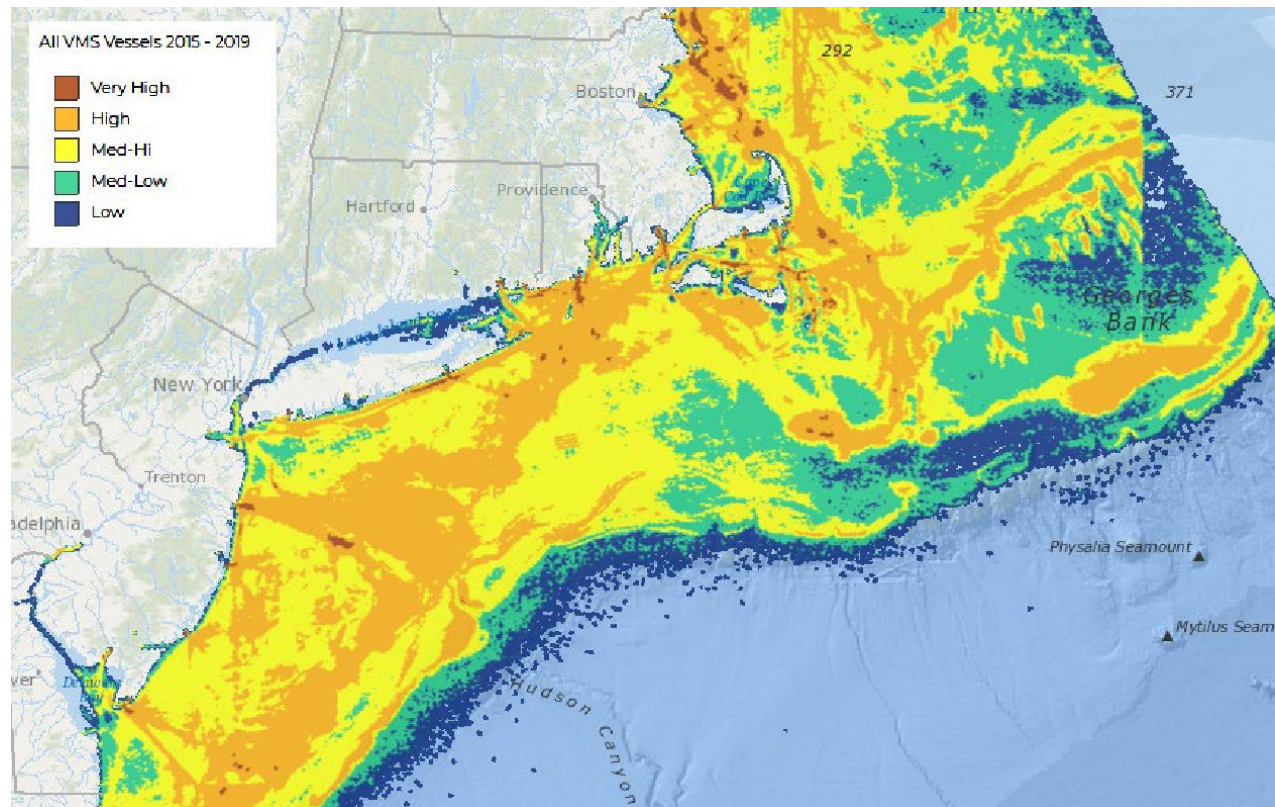 All VMS Vessels 2015 - 2019
Very High
High
Med-Hi
Med-Low
Low
292
371
Boston
Providence
Hartford
New York
Trenton
adelphia
ver
Georges
Bank
Physalia Seamount
Mytilus Seam
Hudson Canyon